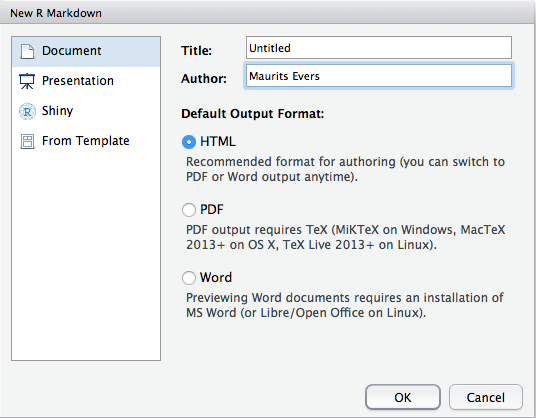 New R Markdown
Document
Presentation
Shiny
From Template
Title: Untitled
Author: Maurits Evers
Default Output Format:
HTML
Recommended format for authoring (you can switch to
PDF or Word output anytime).
PDF
PDF output requires TeX (MiKTeX on Windows, MacTeX
2013+ on OS X, TeX Live 2013+ on Linux).
Word
Previewing Word documents requires an installation of
MS Word (or Libre/Open Office on Linux).
OK Cancel